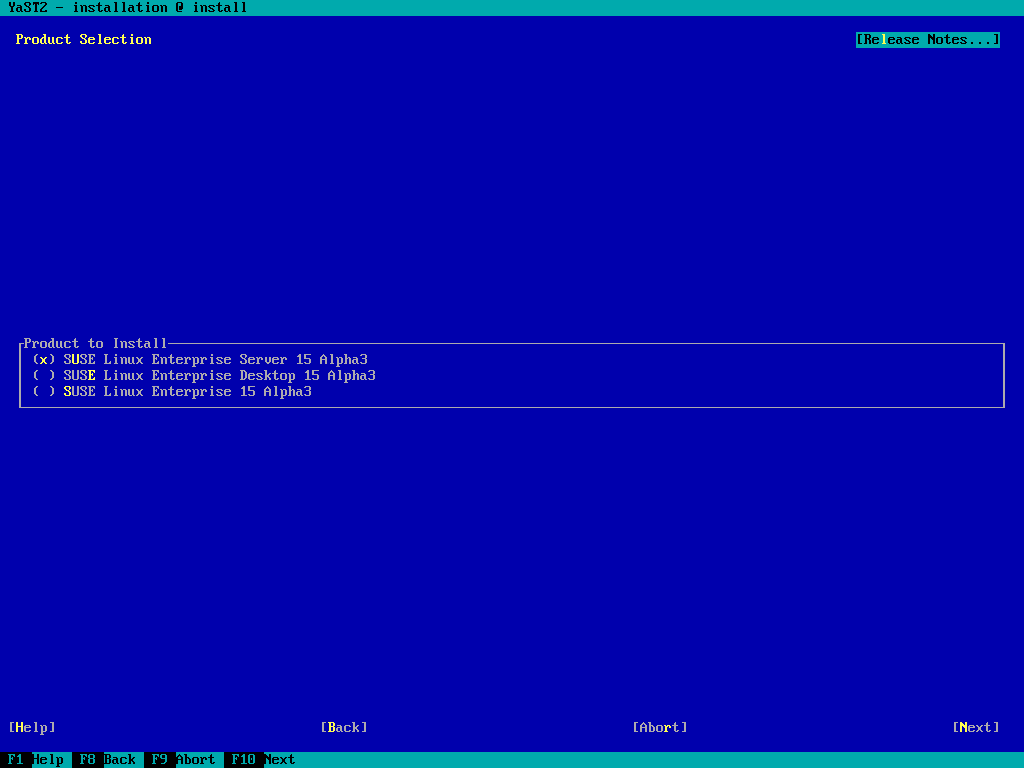 YaST2 - installation @ install
Product Selection [Release Notes...]
Product to Install
(x) SUSE Linux Enterprise Server 15 Alpha3
( ) SUSE Linux Enterprise Desktop 15 Alpha3
( ) SUSE Linux Enterprise 15 Alpha3
[Help] [Back] [Abort] [Next]
F1 Help F8 Back F9 Abort F10 Next